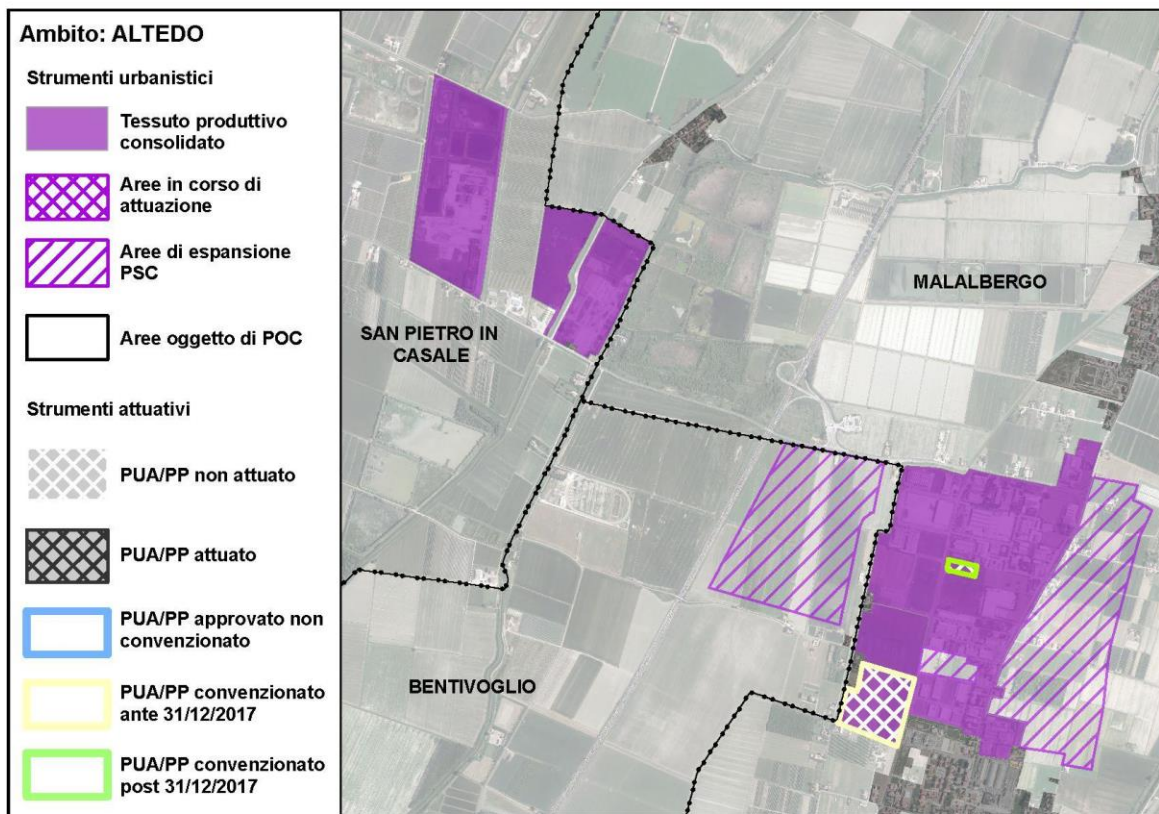 Ambito: ALTEDO
Strumenti urbanistici
Tessuto produttivo
consolidato
Aree in corso di
attuazione
Aree di espansione
PSC
Aree oggetto di POC
Strumenti attuativi
PUA/PP non attuato
PUA/PP attuato
PUA/PP approvato non
convenzionato
PUA/PP convenzionato
ante 31/12/2017
PUA/PP convenzionato
post 31/12/2017
MALALBERGO
SAN PIETRO IN
CASALE
BENTIVOGLIO